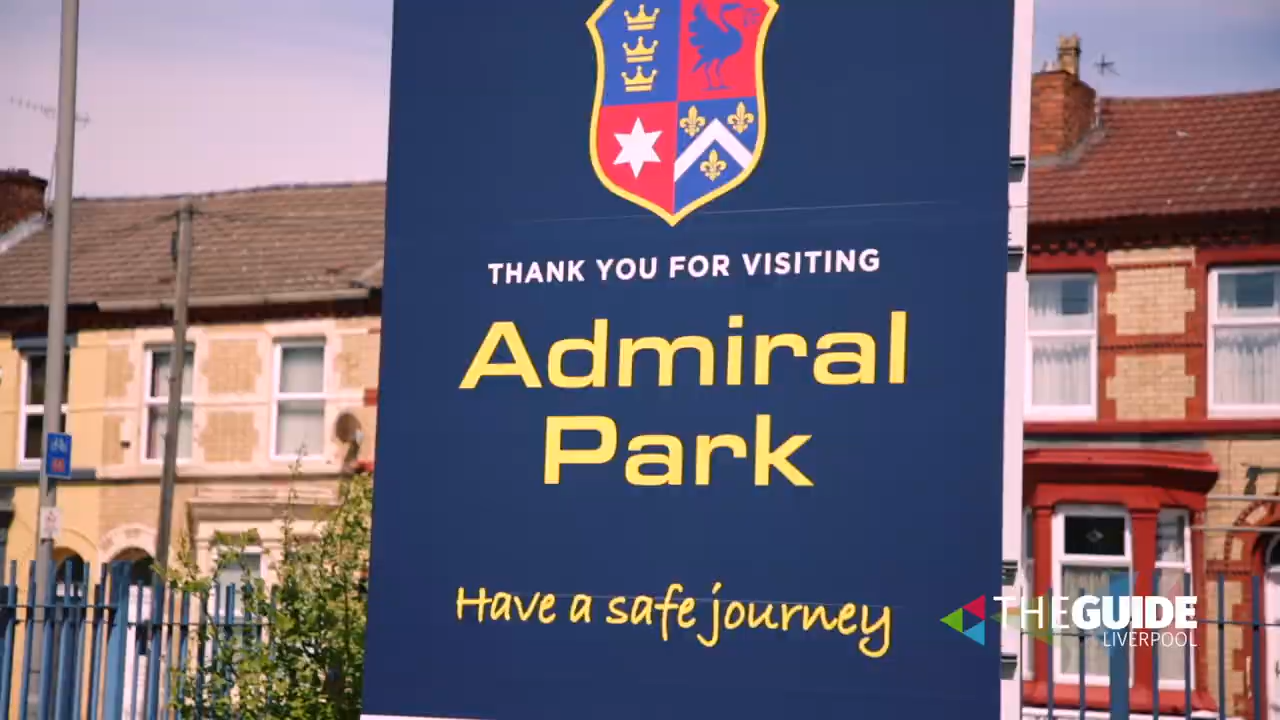 THANK YOU FOR VISITING
Admiral
Park
Have a safe journey
THEGUIDE
LIVERPOOL